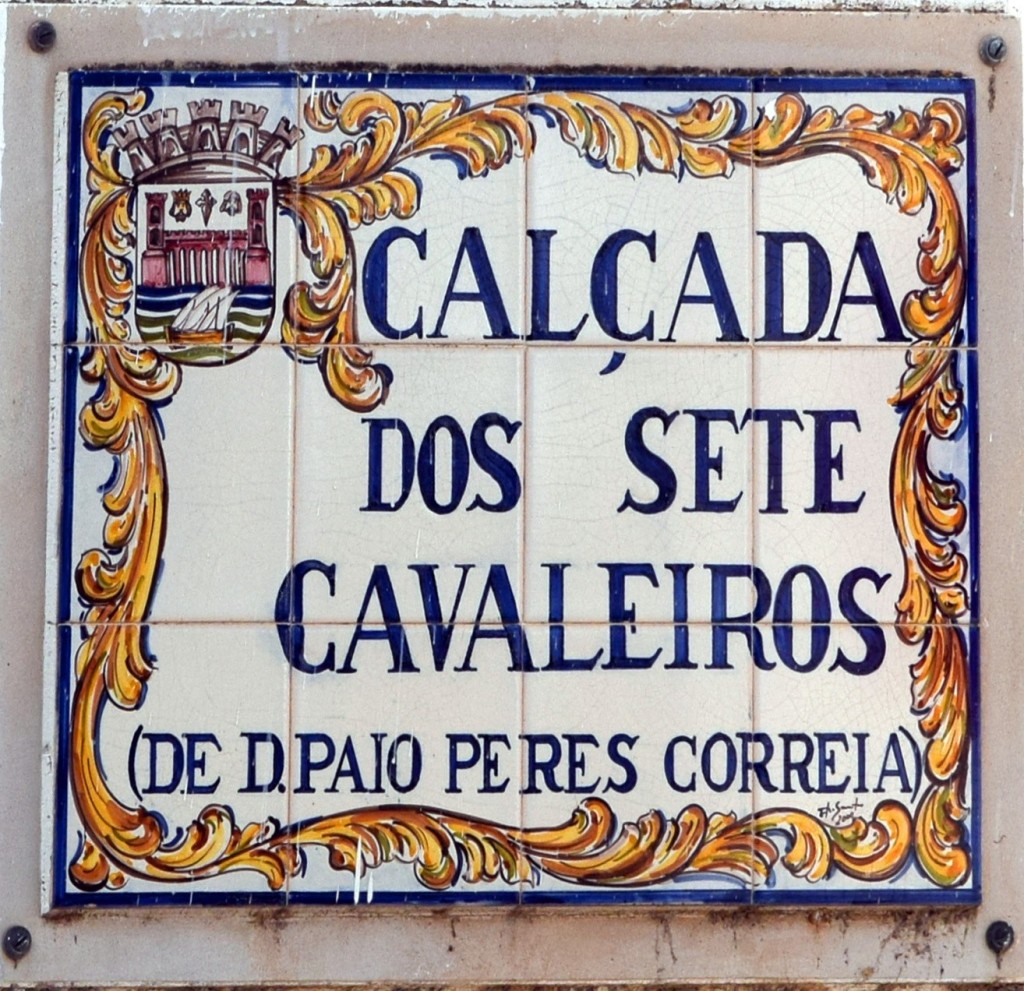 CALÇADA
DOS SETE
CAVALEIROS
(DE D. PAIO PERES CORREIA)